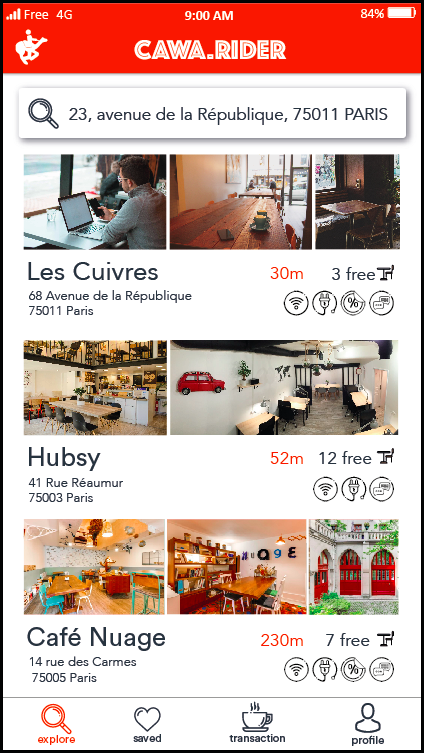 Free 4G 9:00 AM 84%
CAWA.RIDER
23, avenue de la République, 75011 PARIS
Les Cuivres 30m 3 free
68 Avenue de la République
75011 Paris
%
Hubsy 52m 12 free
41 Rue Réaumur
75003 Paris
NUAGE
Café Nuage 230m 7 free
14 rue des Carmes
75005 Paris
%
explore saved transaction profile